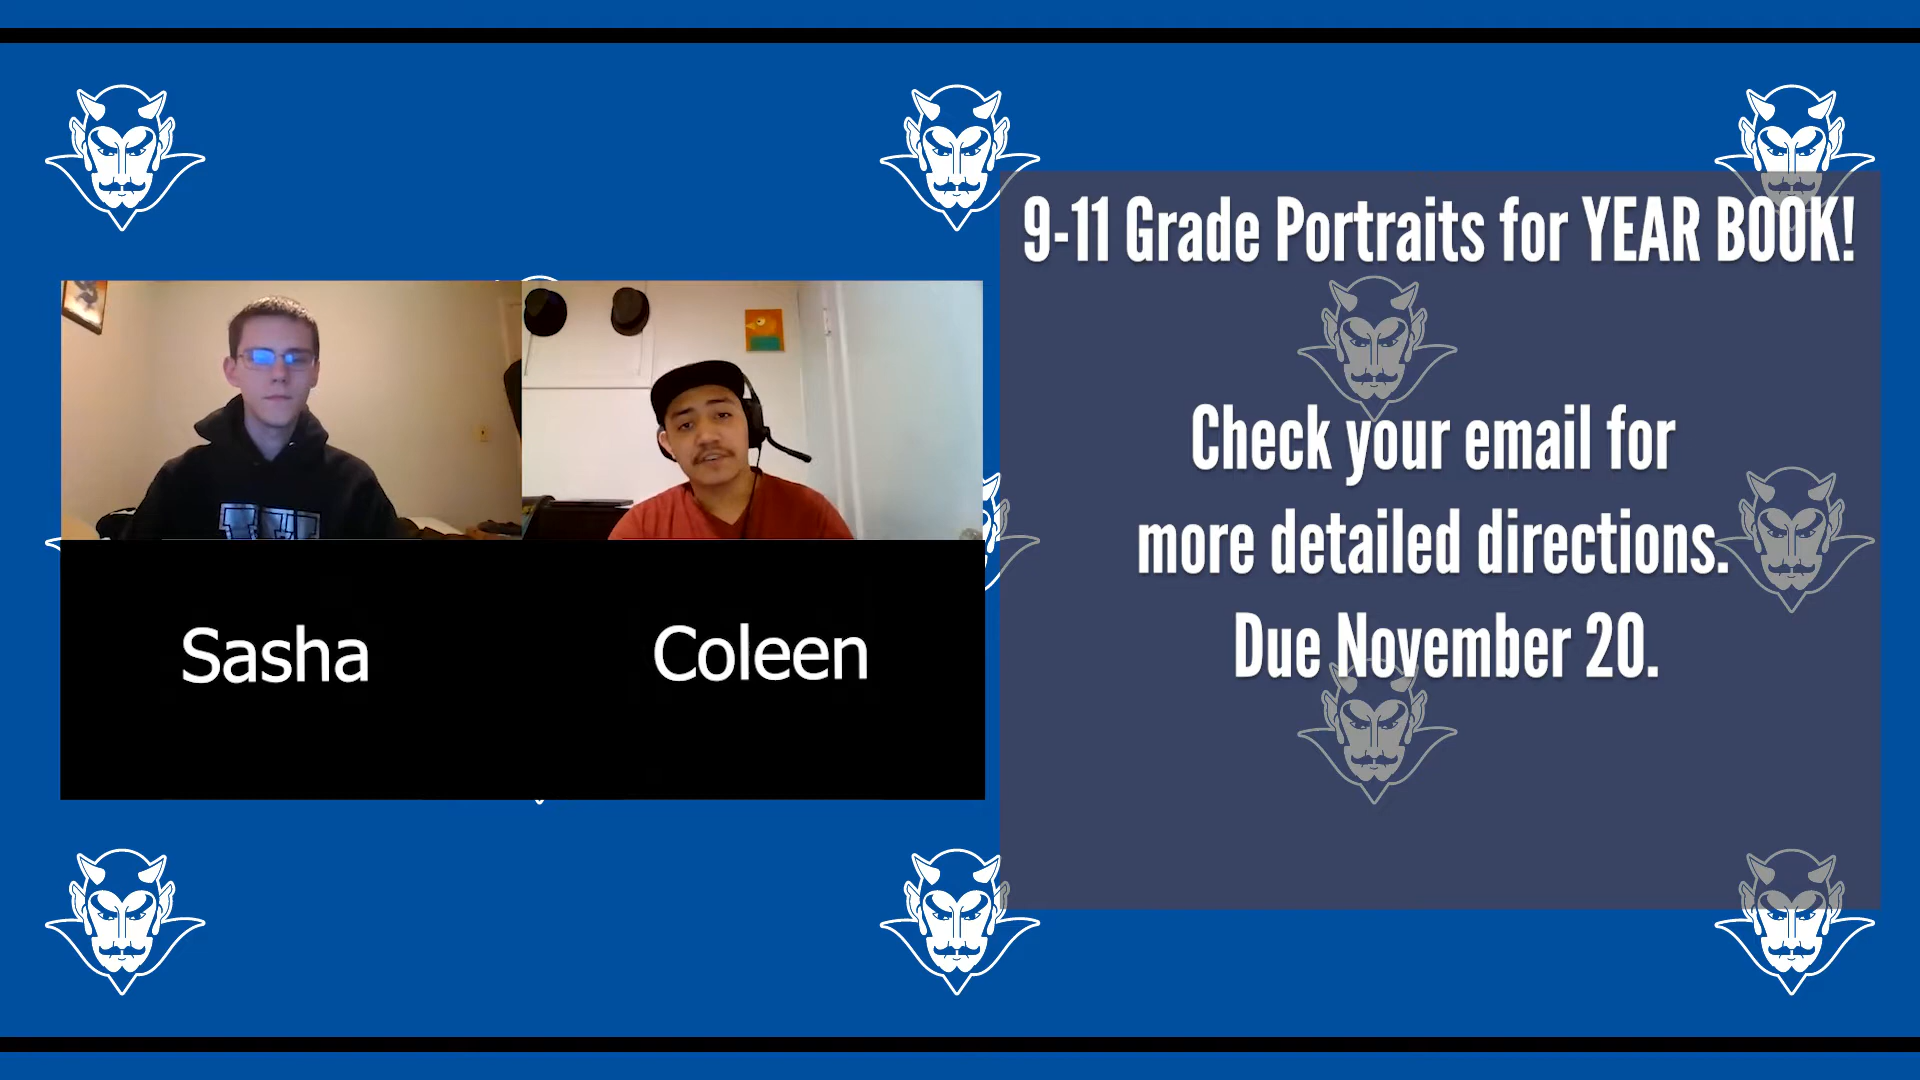 9-11 Grade Portraits for YEAR BOOK!
Check your email for
more detailed directions.
Due November 20.
Sasha
Coleen